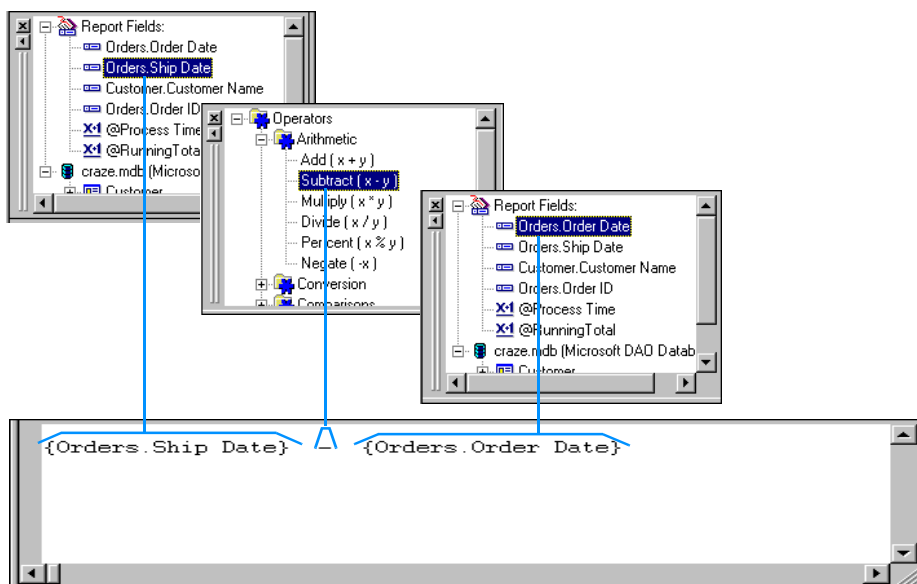 Report Fields:
Orders.Order Date
Orders.Ship Date
Customer.Customer Name
Orders.Order ID
@Process Time
@RunningTota
craze.mdb (Microso
Customer
Operators
Arithmetic
Add ( x + y )
Subtract ( x - y )
Multiply ( x * y )
Divide ( x / y )
Percent ( x % y )
Negate ( -x )
Conversion
Comparisons
Report Fields:
Orders.Order Date
Orders.Ship Date
Customer.Customer Name
Orders.Order ID
@Process Time
@RunningTotal
craze.mdb (Microsoft DAO Datab
Customer
{Orders.Ship Date} - {Orders.Order Date}